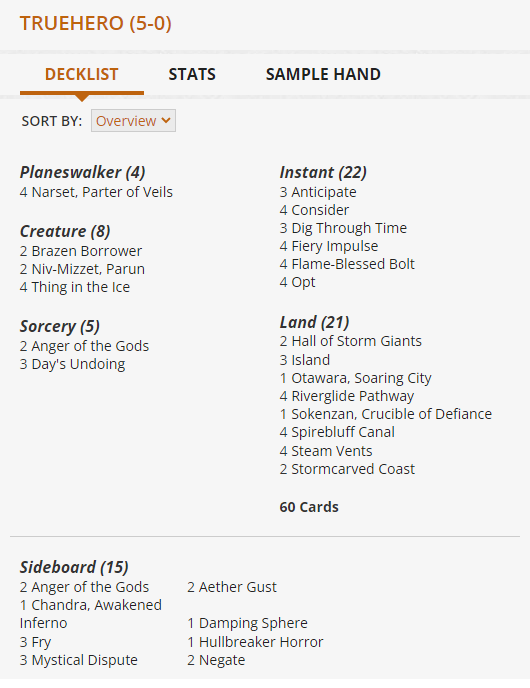 TRUEHERO (5-0)
DECKLIST
STATS
SAMPLE HAND
SORT BY:
Overview
Planeswalker (4)
4 Narset, Parter of Veils
Creature (8)
2 Brazen Borrower
2 Niv-Mizzet, Parun
4 Thing in the Ice
Sorcery (5)
2 Anger of the Gods
3 Day's Undoing
Instant (22)
3 Anticipate
4 Consider
3 Dig Through Time
4 Fiery Impulse
4 Flame-Blessed Bolt
4 Opt
Land (21)
2 Hall of Storm Giants
3 Island
1 Otawara, Soaring City
4 Riverglide Pathway
1 Sokenzan, Crucible of Defiance
4 Spirebluff Canal
4 Steam Vents
2 Stormcarved Coast
60 Cards
Sideboard (15)
2 Anger of the Gods
1 Chandra, Awakened
Inferno
3 Fry
3 Mystical Dispute
2 Aether Gust
1 Damping Sphere
1 Hullbreaker Horror
2 Negate